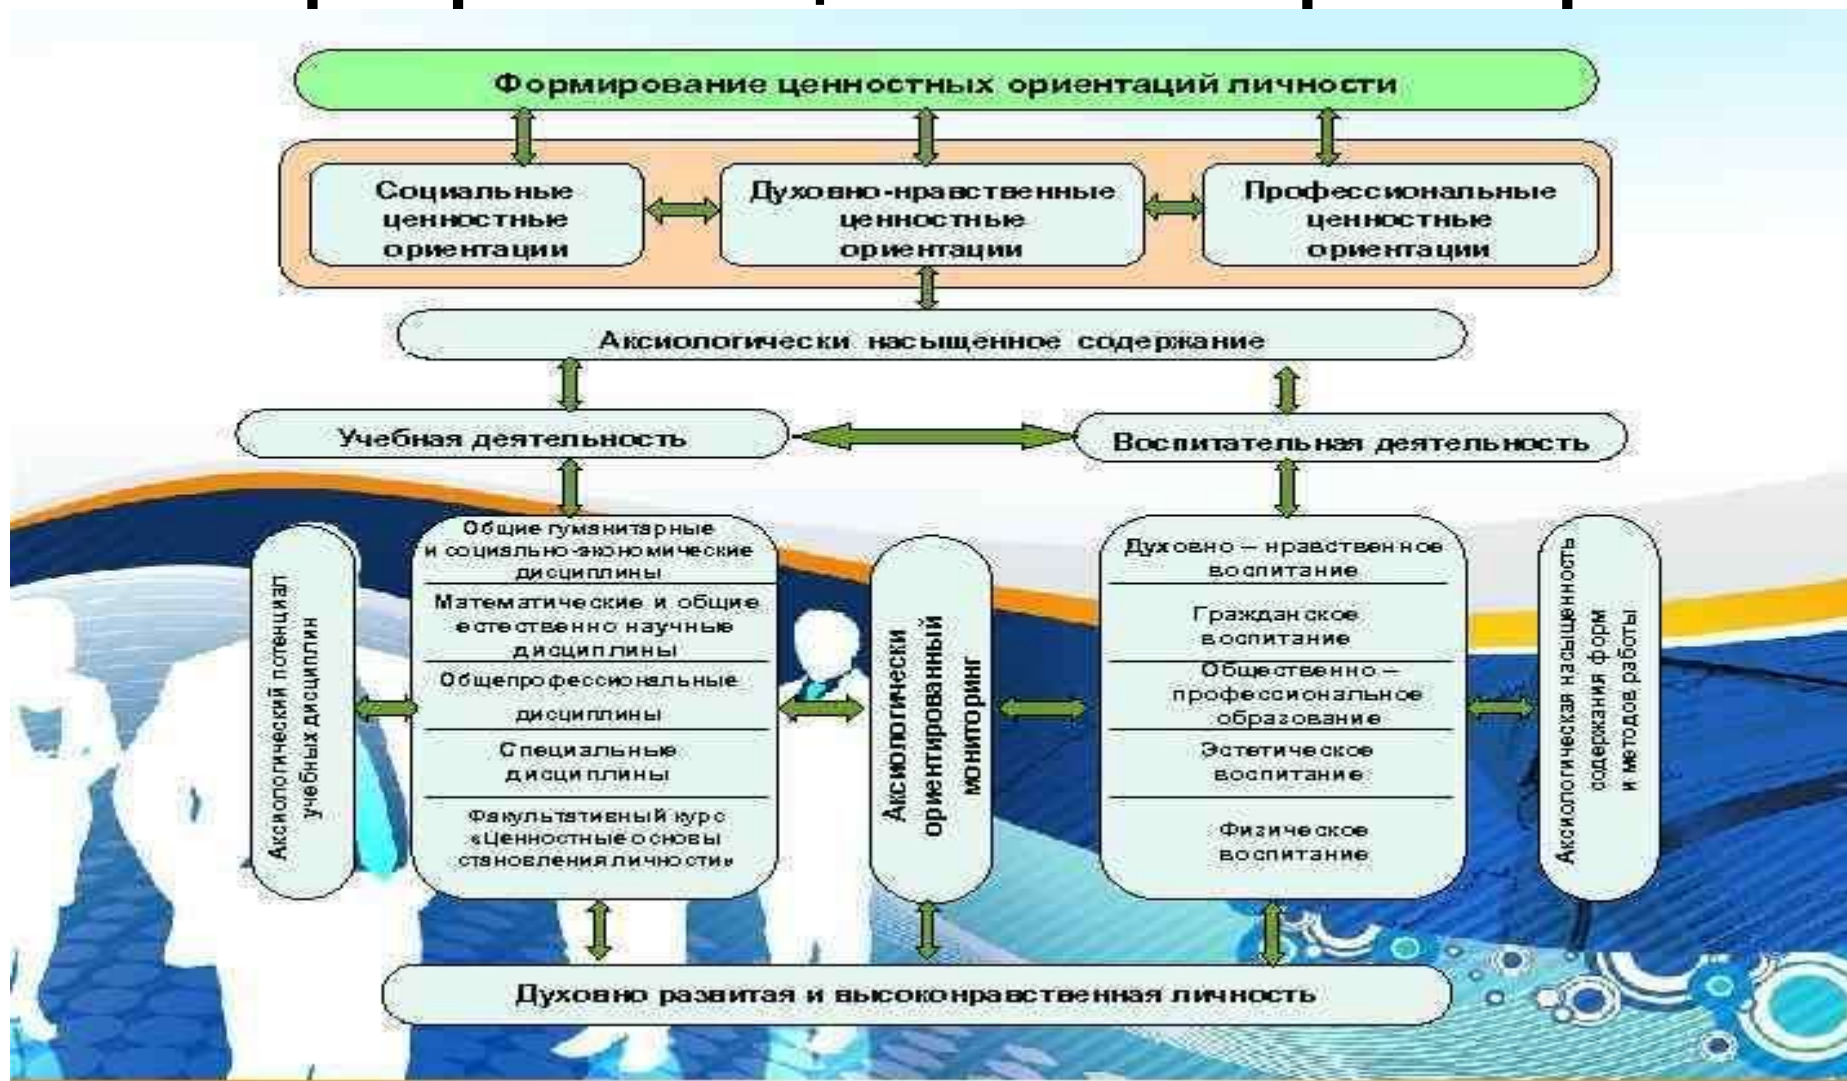 Формирование ценностных ориентаций личности
Социальные
ценностные
ориентации
Духовно-нравственные
ценностные
ориентации
Профессиональные
ценностные
ориентации
Аксиологически насыщенное содержание
Учебная деятельность
Воспитательная деятельность
Аксиологический потенциал
учебных дисциплин
Общие гуманитарные
и социально-экономические
дисциплины
Математические и общие
естественно научные
дисциплины
Общепрофессиональные
дисциплины
Специальные
дисциплины
Факультативный курс
«Ценностные основы
становления личности»
Аксиологически
ориентированный
мониторинг
Духовно – нравственное
воспитание
Гражданское
воспитание
Общественно –
профессиональное
образование
Эстетическое
воспитание
Физическое
воспитание
Аксиологическая насыщенность
содержания форм
и методов работы
Духовно развитая и высоконравственная личность